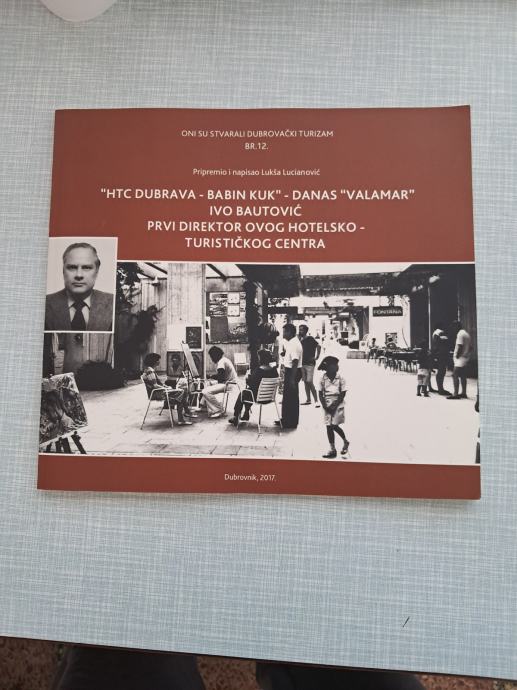 ONI SU STVARALI DUBROVAČKI TURIZAM
BR.12.
Pripremio i napisao Lukša Lucianović
"HTC DUBRAVA - BABIN KUK" - DANAS "VALAMAR"
IVO BAUTOVIĆ
PRVI DIREKTOR OVOG HOTELSKO -
TURISTIČKOG CENTRA
FONTANA
Dubrovnik, 2017.